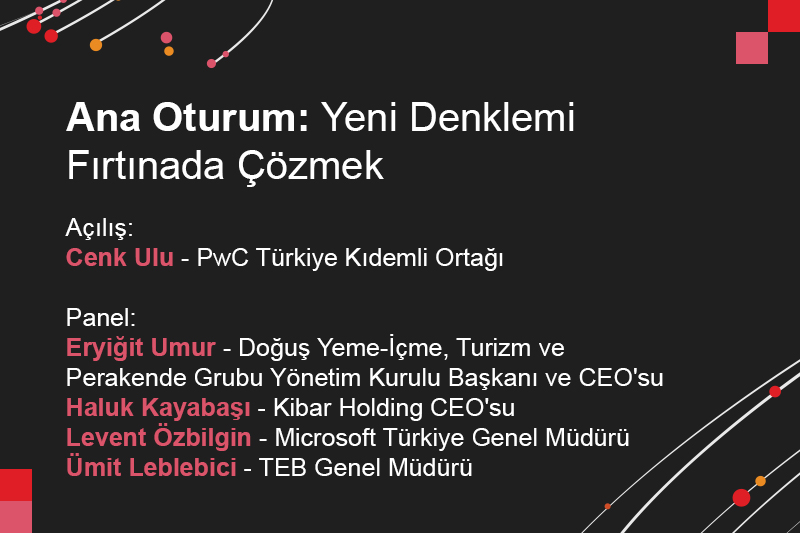 Ana Oturum: Yeni Denklemi
Fırtınada Çözmek
Açılış:
Cenk Ulu - PwC Türkiye Kıdemli Ortağı
Panel:
Eryiğit Umur - Doğuş Yeme-İçme, Turizm ve
Perakende Grubu Yönetim Kurulu Başkanı ve CEO'su
Haluk Kayabaşı - Kibar Holding CEO'su
Levent Özbilgin - Microsoft Türkiye Genel Müdürü
Ümit Leblebici - TEB Genel Müdürü